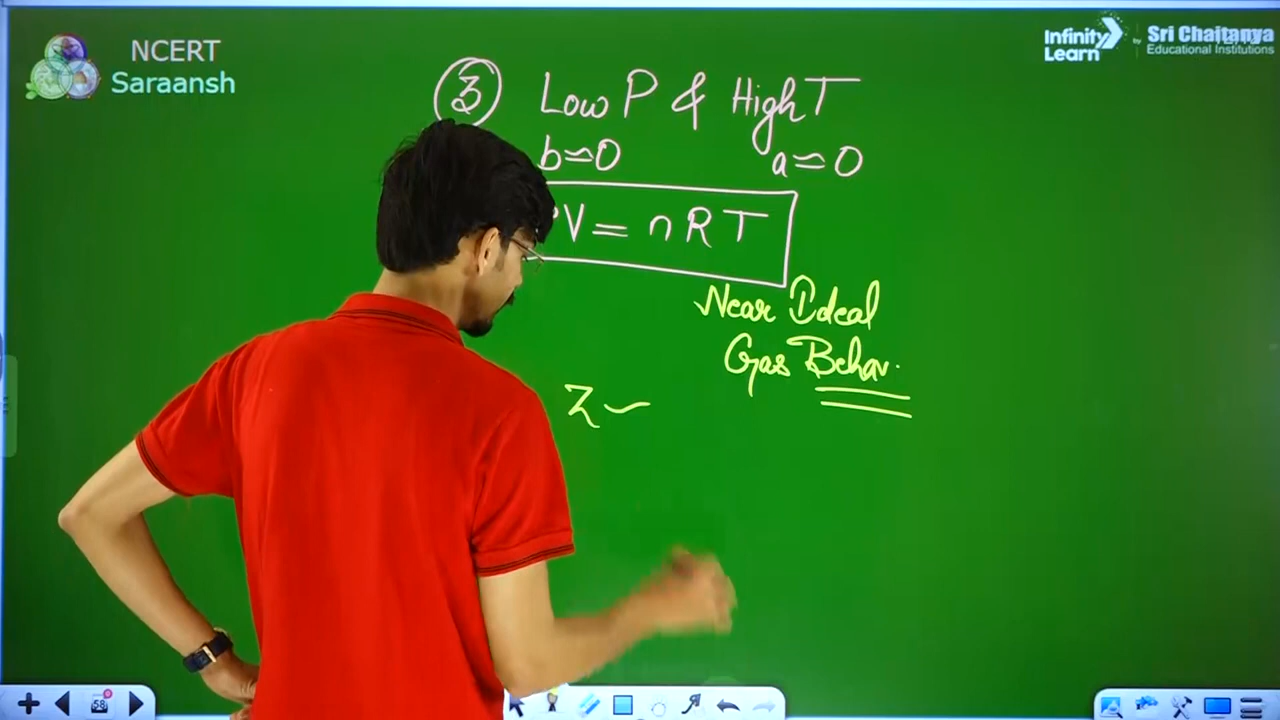 NCERT
Saraansh
Infinity
Learn
by
Sri Chaitanya
Educational Institutions
③ Low P & High T
b≃0 a≃0
V = nRT
Near Ideal
Gas Behav.
Z ~
58